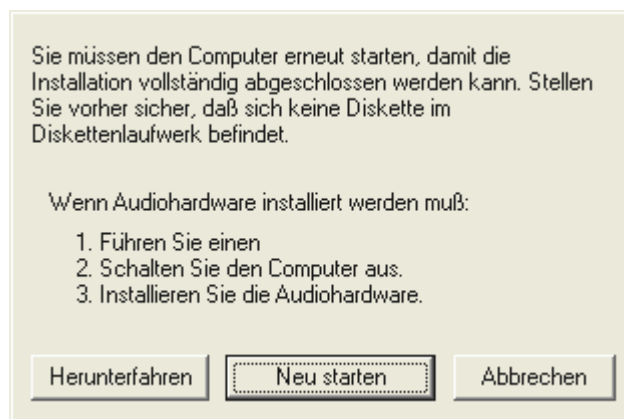 Sie müssen den Computer erneut starten, damit die
Installation vollständig abgeschlossen werden kann. Stellen
Sie vorher sicher, daß sich keine Diskette im
Diskettenlaufwerk befindet.
Wenn Audiohardware installiert werden muß:
1. Führen Sie einen
2. Schalten Sie den Computer aus.
3. Installieren Sie die Audiohardware.
Herunterfahren Neu starten Abbrechen